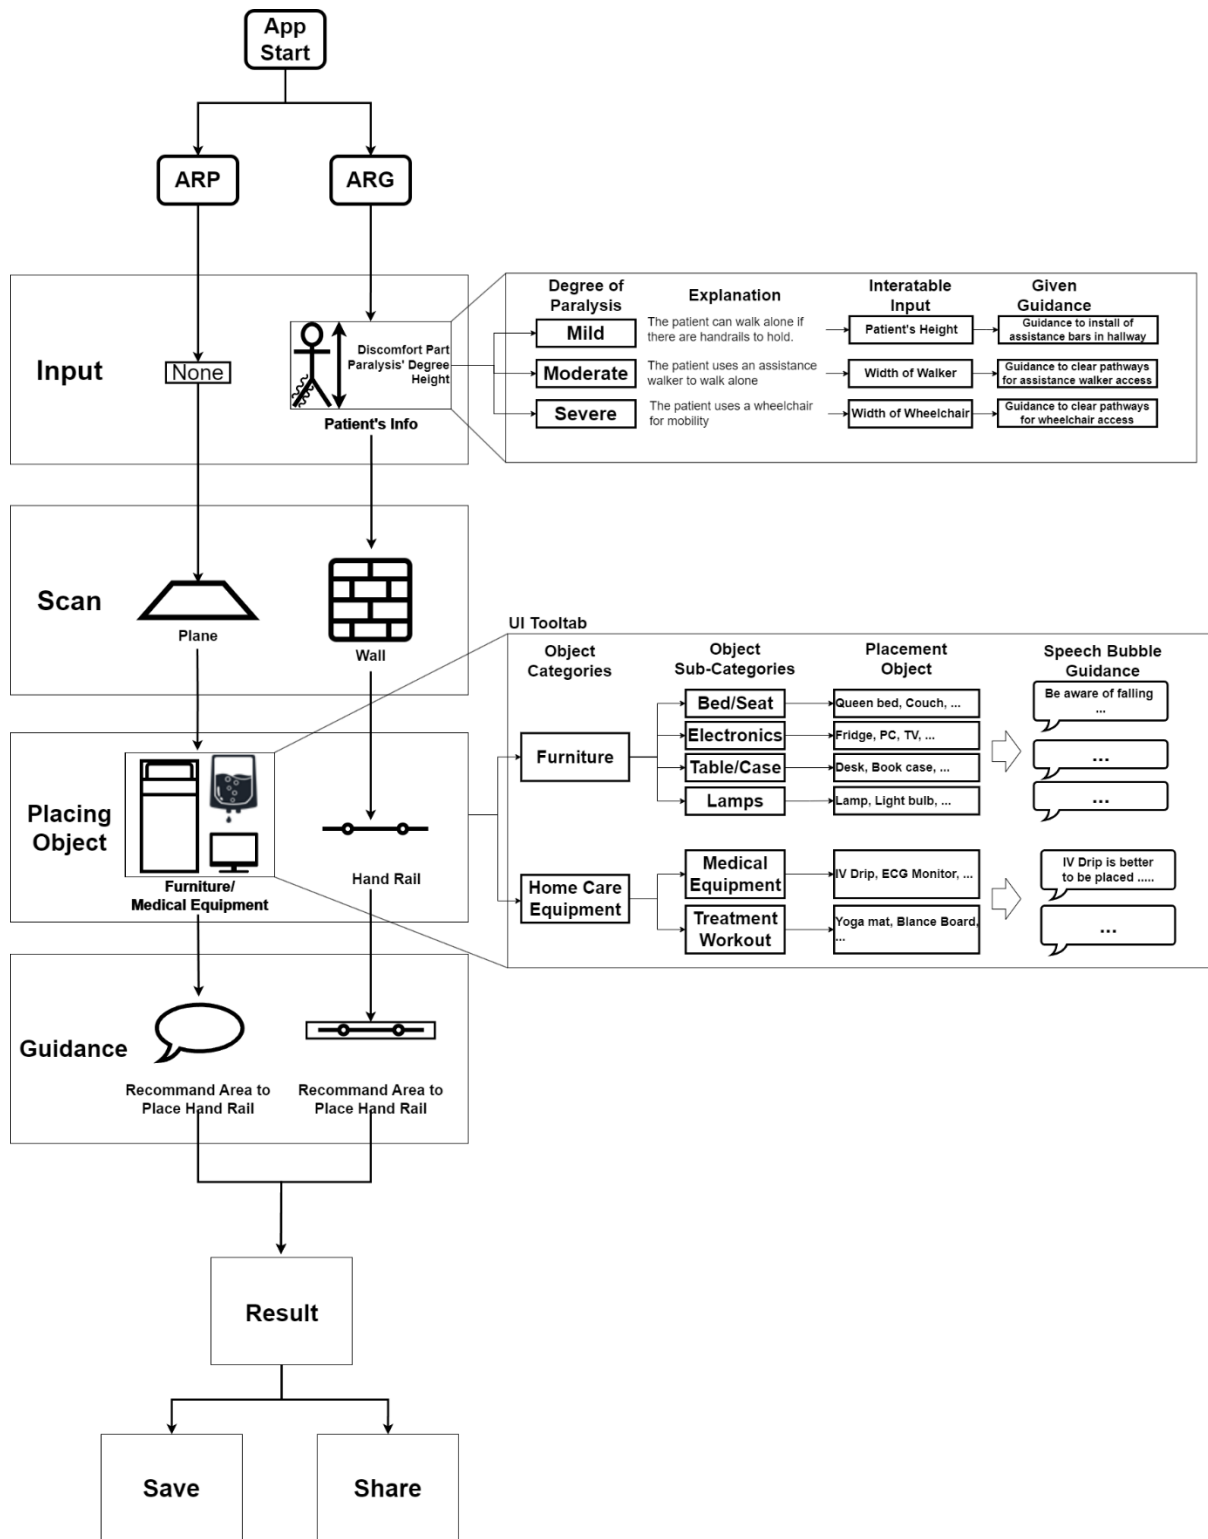 App
Start
ARP
ARG
Input
None
Discomfort Part
Paralysis' Degree
Height
Patient's Info
Degree of
Paralysis
Explanation
Interatable
Input
Given
Guidance
Mild
The patient can walk alone if
there are handrails to hold.
Patient's Height
Guidance to install of
assistance bars in hallway
Moderate
The patient uses an assistance
walker to walk alone
Width of Walker
Guidance to clear pathways
for assistance walker access
Severe
The patient uses a wheelchair
for mobility
Width of Wheelchair
Guidance to clear pathways
for wheelchair access
Scan
Plane
Wall
UI Tooltab
Object
Categories
Object
Sub-Categories
Placement
Object
Speech Bubble
Guidance
Furniture
Bed/Seat
Queen bed, Couch, ...
Electronics
Fridge, PC, TV, ...
Table/Case
Desk, Book case, ...
Lamps
Lamp, Light bulb, ...
Be aware of falling
...
...
...
Home Care
Equipment
Medical
Equipment
IV Drip, ECG Monitor, ...
Treatment
Workout
Yoga mat, Blance Board,
...
IV Drip is better
to be placed .....
...
Placing
Object
Furniture/
Medical Equipment
Hand Rail
Guidance
Recommand Area to
Place Hand Rail
Recommand Area to
Place Hand Rail
Result
Save
Share